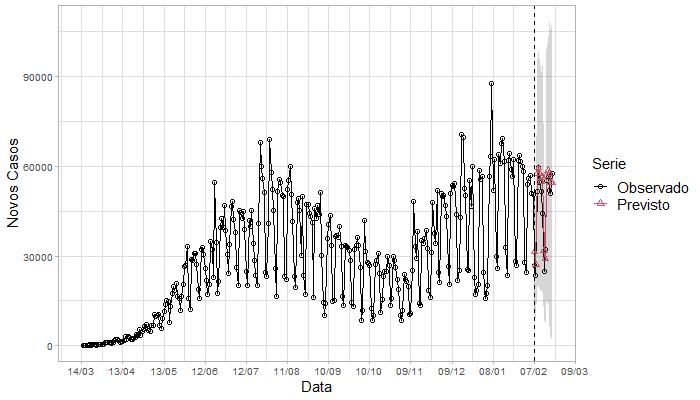 Novos Casos
90000
60000
30000
0
14/03 13/04 13/05 12/06 12/07 11/08 10/09 10/10 09/11 09/12 08/01 07/02 09/03
Data
Serie
Observado
Previsto